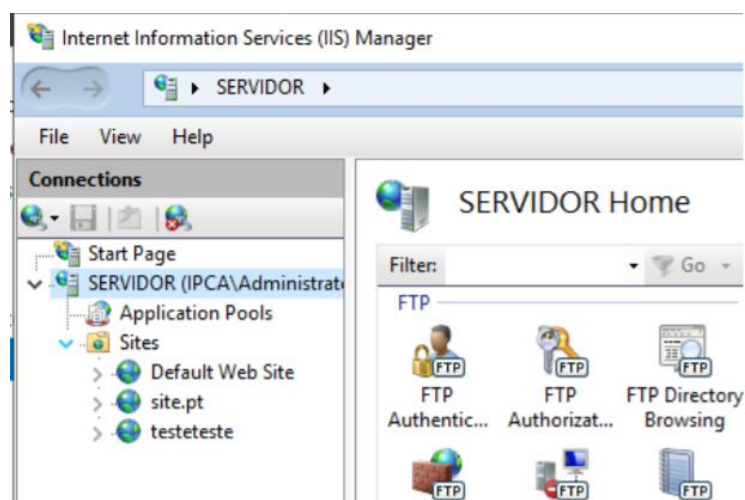 Internet Information Services (IIS) Manager
SERVIDOR
File View Help
Connections
Start Page
SERVIDOR (IPCA\Administrat
Application Pools
Sites
Default Web Site
site.pt
testeteste
SERVIDOR Home
Filter: Go
FTP
FTP FTP FTP
FTP Authentic...
FTP Authorizat...
FTP Directory Browsing
FTP FTP FTP